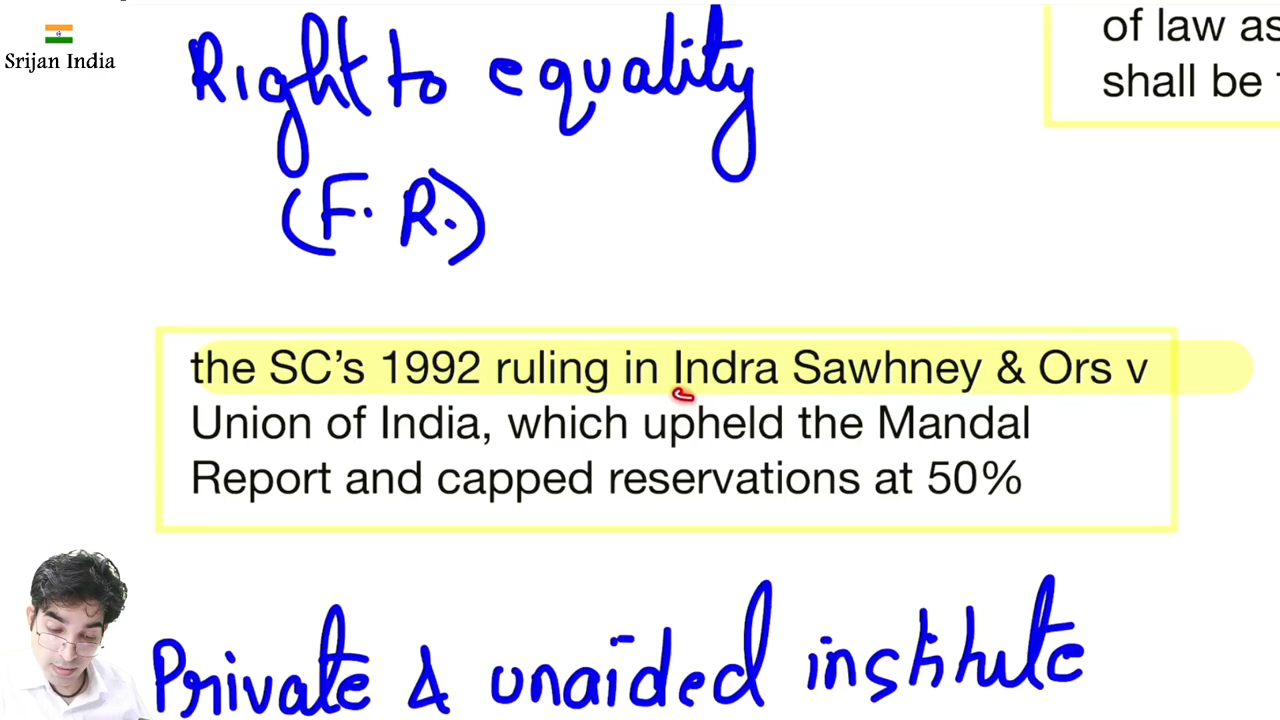 Srijan India
Right to equality
(F. R.)
of law as
shall be
the SC's 1992 ruling in Indra Sawhney & Ors v
Union of India, which upheld the Mandal
Report and capped reservations at 50%
Private & unaided institute